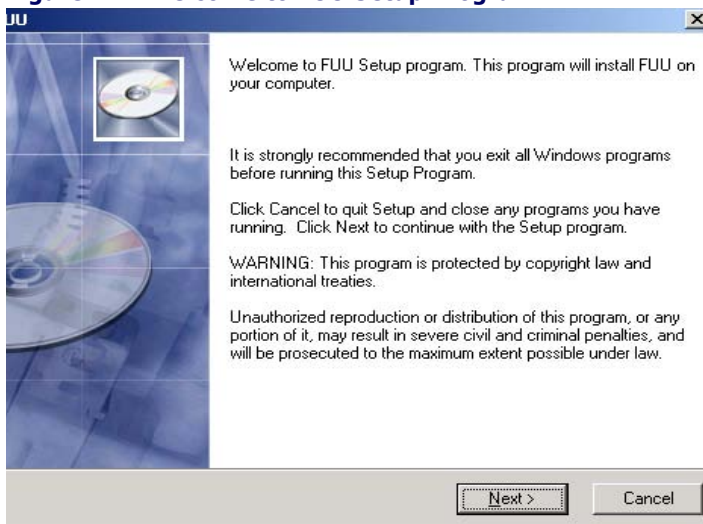 UU
Welcome to FUU Setup program. This program will install FUU on
your computer.
It is strongly recommended that you exit all Windows programs
before running this Setup Program.
Click Cancel to quit Setup and close any programs you have
running. Click Next to continue with the Setup program.
WARNING: This program is protected by copyright law and
international treaties.
Unauthorized reproduction or distribution of this program, or any
portion of it, may result in severe civil and criminal penalties, and
will be prosecuted to the maximum extent possible under law.
Next >
Cancel